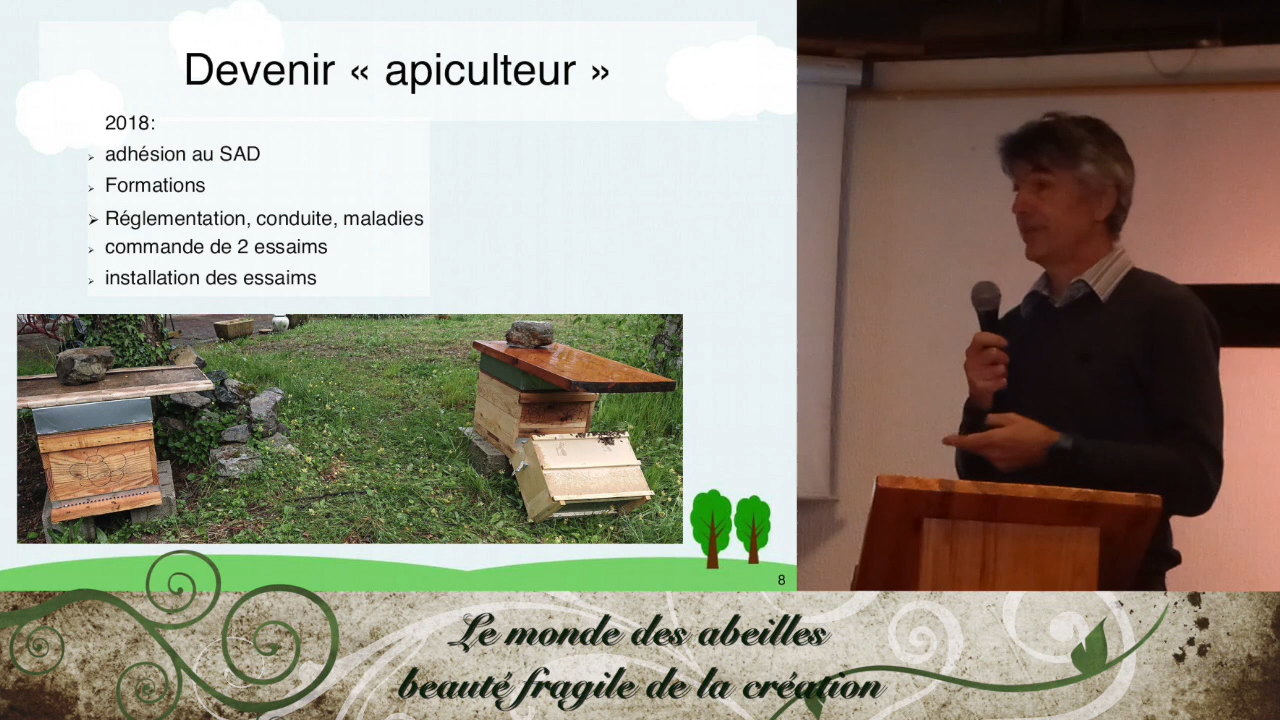 Devenir « apiculteur »
2018:
adhésion au SAD
Formations
Réglementation, conduite, maladies
commande de 2 essaims
installation des essaims
8
Le monde des abeilles
beauté fragile de la création